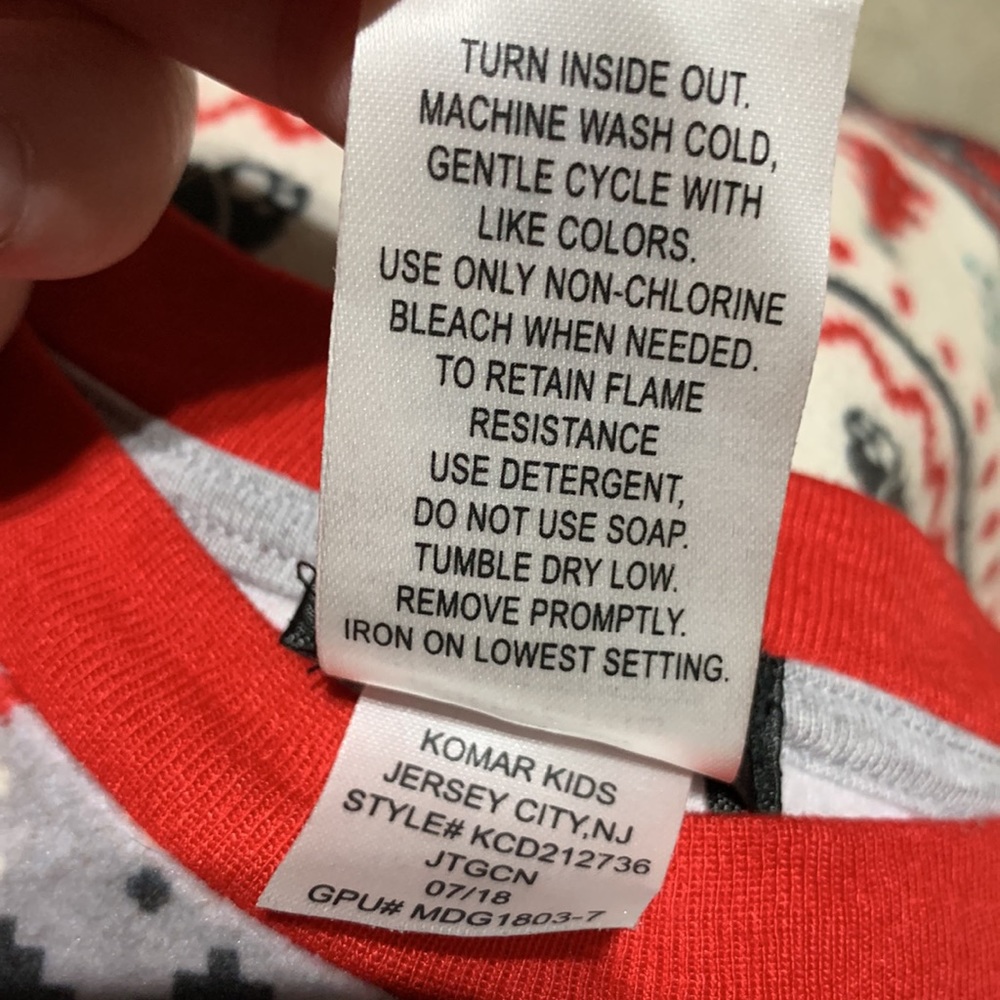 TURN INSIDE OUT.
MACHINE WASH COLD,
GENTLE CYCLE WITH
LIKE COLORS.
USE ONLY NON-CHLORINE
BLEACH WHEN NEEDED.
TO RETAIN FLAME
RESISTANCE
USE DETERGENT,
DO NOT USE SOAP.
TUMBLE DRY LOW.
REMOVE PROMPTLY.
IRON ON LOWEST SETTING.
KOMAR KIDS
JERSEY CITY,NJ
STYLE# KCD212736
JTGCN
07/18
GPU# MDG1803-7